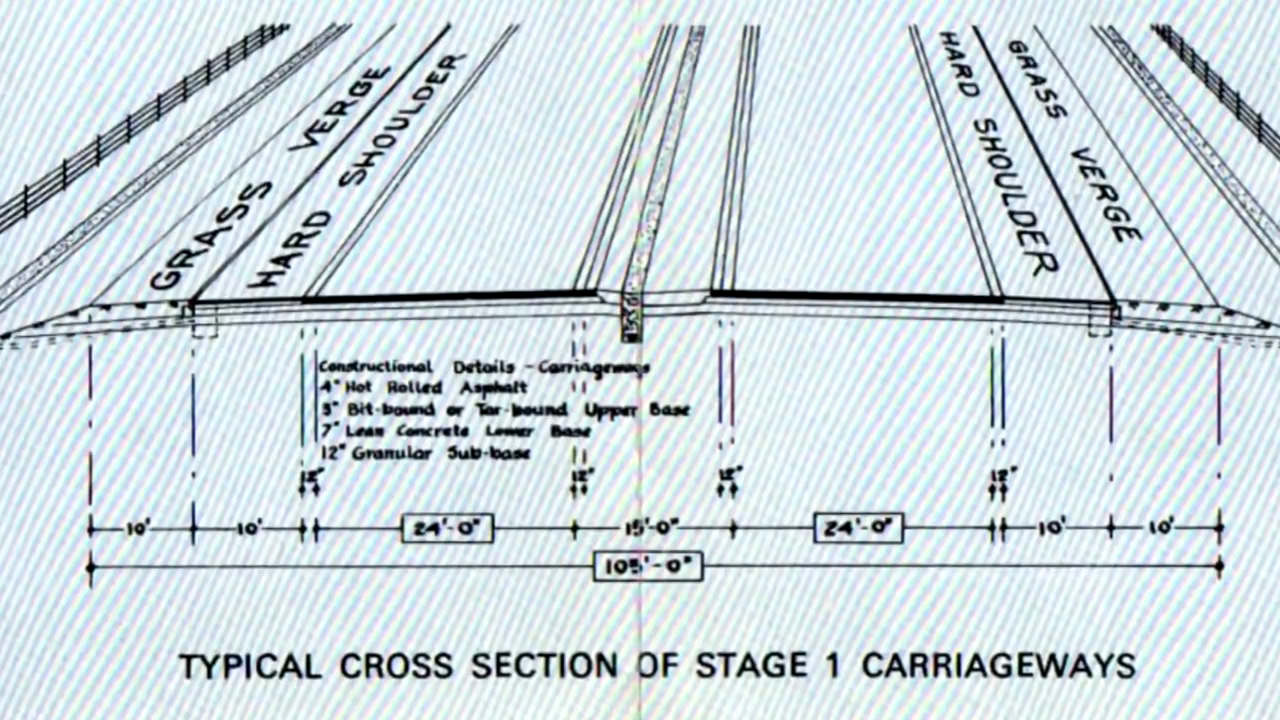 GRASS VERGE
HARD SHOULDER
HARD SHOULDER
GRASS VERGE
Constructional Details - Carriageways
4" Hot Rolled Asphalt
3" Bit-bound or Tar-bound Upper Base
7" Lean Concrete Lower Base
12" Granular Sub-base
12" 12" 12" 12"
10' 10' 24'-0" 15'-0" 24'-0" 10' 10'
105'-0"
TYPICAL CROSS SECTION OF STAGE 1 CARRIAGEWAYS